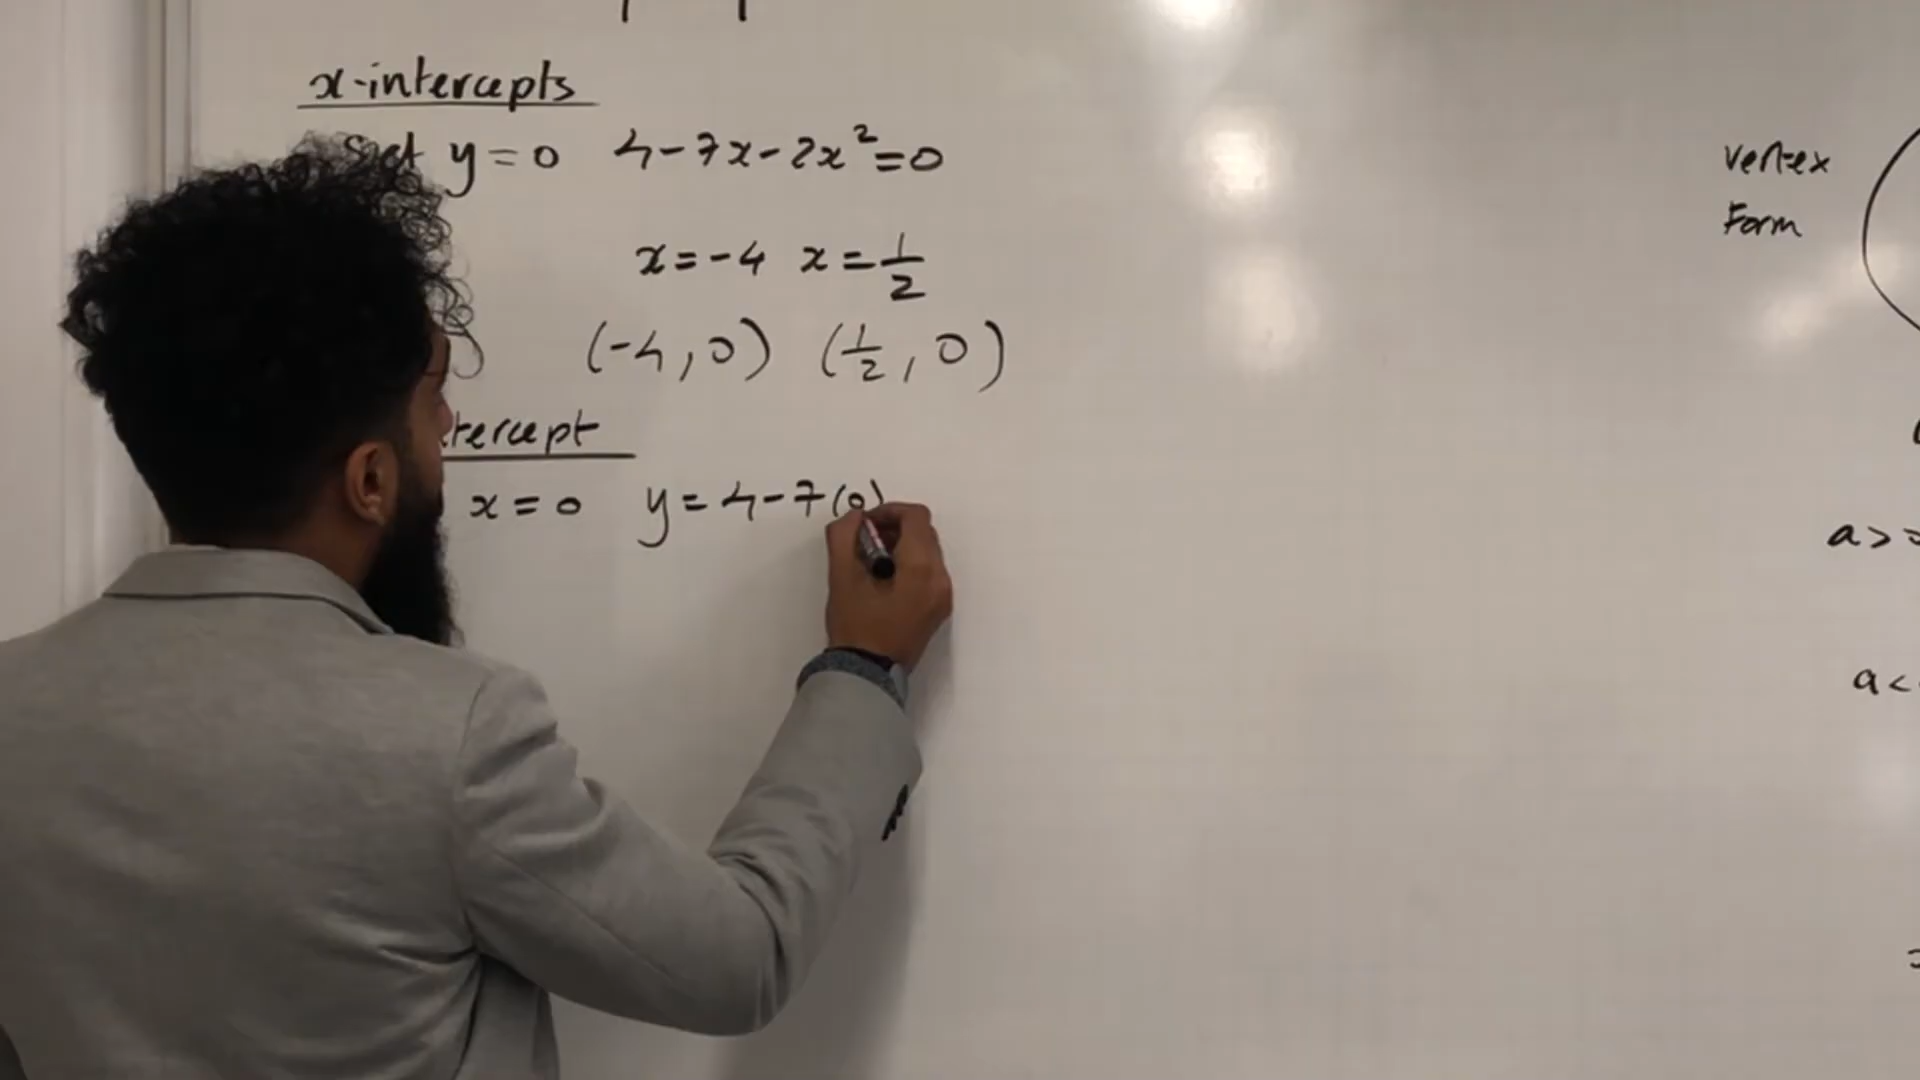 x-intercepts
Set y=0 4-7x-2x²=0
x=-4 x=1/2
(-4,0) (1/2,0)
tercept
x=0 y=4-7(0)
vertex
Form
a>
a<